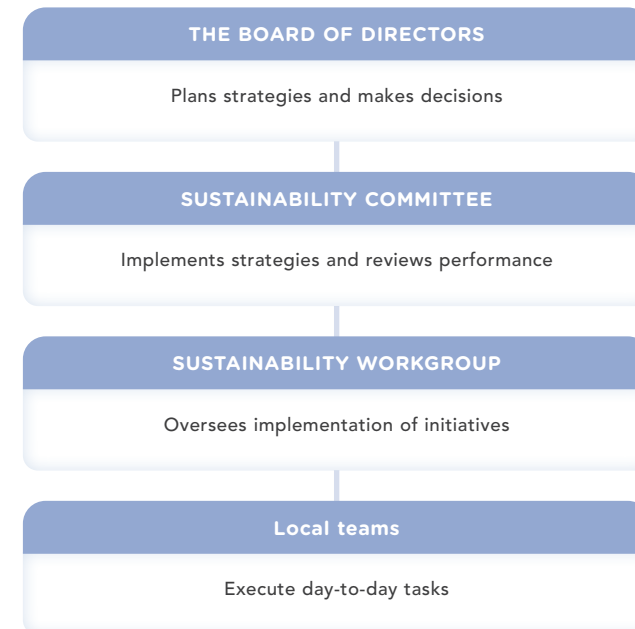 THE BOARD OF DIRECTORS
Plans strategies and makes decisions
SUSTAINABILITY COMMITTEE
Implements strategies and reviews performance
SUSTAINABILITY WORKGROUP
Oversees implementation of initiatives
Local teams
Execute day-to-day tasks